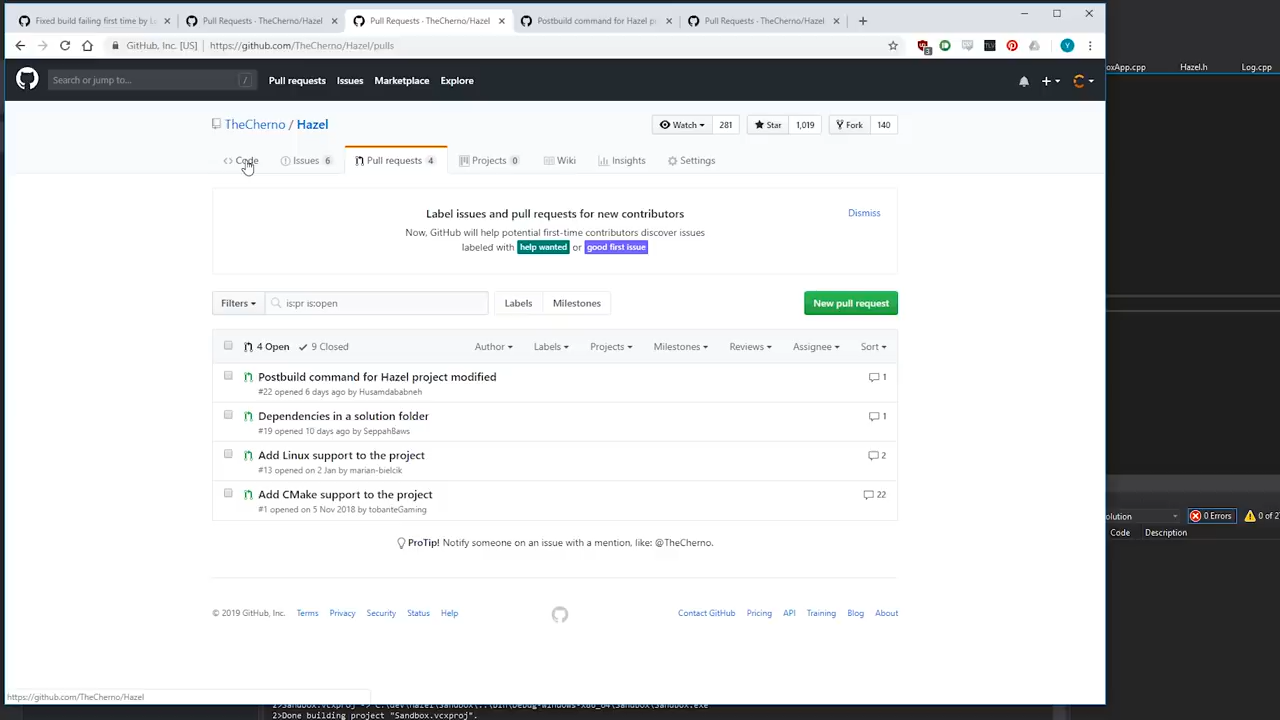 Fixed build failing first time by L
Pull Requests · TheCherno/Hazel
Pull Requests · TheCherno/Hazel
Postbuild command for Hazel p
Pull Requests · TheCherno/Hazel
GitHub, Inc. [US]
https://github.com/TheCherno/Hazel/pulls
3
TLV
Y
oxApp.cpp
Hazel.h
Log.cpp
Search or jump to...
/
Pull requests
Issues
Marketplace
Explore
TheCherno / Hazel
Watch 281
Star 1,019
Fork 140
Code
Issues 6
Pull requests 4
Projects 0
Wiki
Insights
Settings
Label issues and pull requests for new contributors
Dismiss
Now, GitHub will help potential first-time contributors discover issues
labeled with help wanted or good first issue
Filters
is:pr is:open
Labels
Milestones
New pull request
4 Open
9 Closed
Author
Labels
Projects
Milestones
Reviews
Assignee
Sort
Postbuild command for Hazel project modified
1
#22 opened 6 days ago by Husamdababneh
Dependencies in a solution folder
1
#19 opened 10 days ago by SeppahBaws
Add Linux support to the project
2
#13 opened on 2 Jan by marian-bielcik
Add CMake support to the project
22
#1 opened on 5 Nov 2018 by tobanteGaming
olution
0 Errors
0 of 2
Code
Description
ProTip! Notify someone on an issue with a mention, like: @TheCherno.
© 2019 GitHub, Inc.
Terms
Privacy
Security
Status
Help
Contact GitHub
Pricing
API
Training
Blog
About
https://github.com/TheCherno/Hazel
2>Done building project "Sandbox.vcxproj".